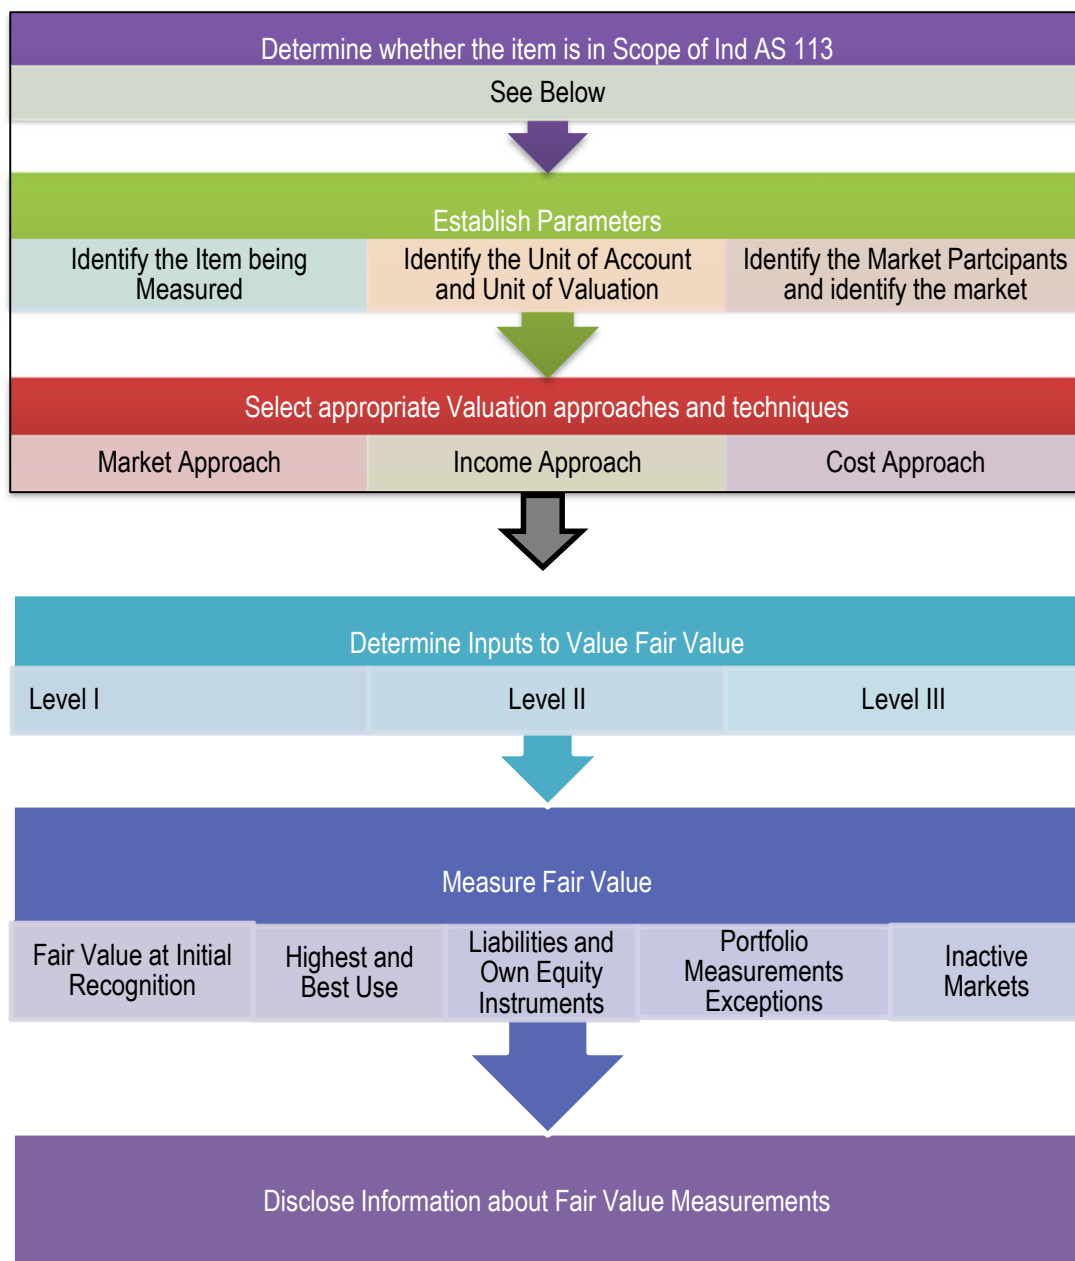 Determine whether the item is in Scope of Ind AS 113
See Below
Establish Parameters
Identify the Item being
Measured
Identify the Unit of Account
and Unit of Valuation
Identify the Market Partcipants
and identify the market
Select appropriate Valuation approaches and techniques
Market Approach
Income Approach
Cost Approach
Determine Inputs to Value Fair Value
Level I
Level II
Level III
Measure Fair Value
Fair Value at Initial
Recognition
Highest and
Best Use
Liabilities and
Own Equity
Instruments
Portfolio
Measurements
Exceptions
Inactive
Markets
Disclose Information about Fair Value Measurements